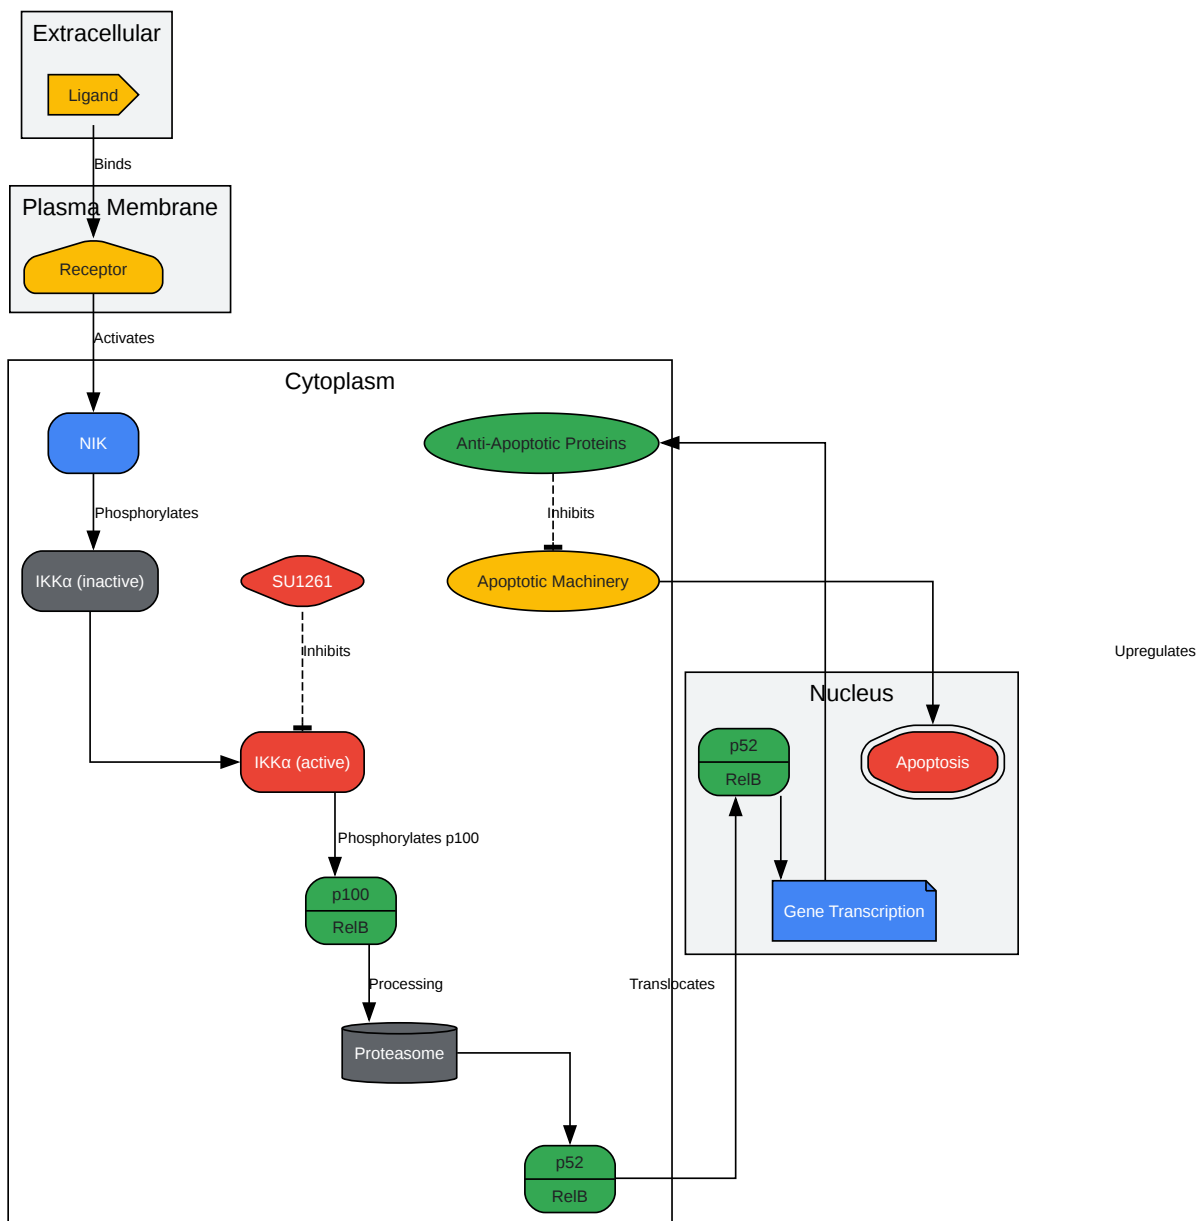 Extracellular
Ligand
Binds
Plasma Membrane
Receptor
Activates
Cytoplasm
NIK
Anti-Apoptotic Proteins
Phosphorylates
Inhibits
IKKα (inactive)
SU1261
Apoptotic Machinery
Inhibits
Upregulates
Nucleus
p52
RelB
Apoptosis
IKKα (active)
Phosphorylates p100
p100
RelB
Gene Transcription
Processing
Translocates
Proteasome
p52
RelB